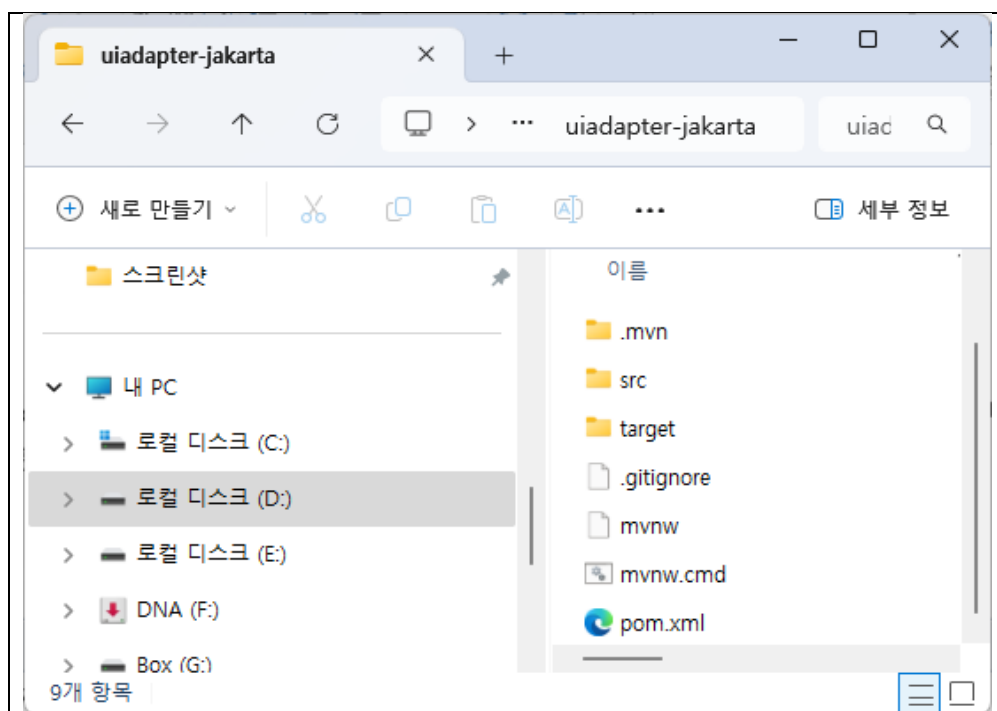 uiadapter-jakarta
uiadapter-jakarta
uiad
새로 만들기
세부 정보
스크린샷
내 PC
로컬 디스크 (C:)
로컬 디스크 (D:)
로컬 디스크 (E:)
DNA (F:)
Box (G:)
이름
.mvn
src
target
.gitignore
mvnw
mvnw.cmd
pom.xml
9개 항목